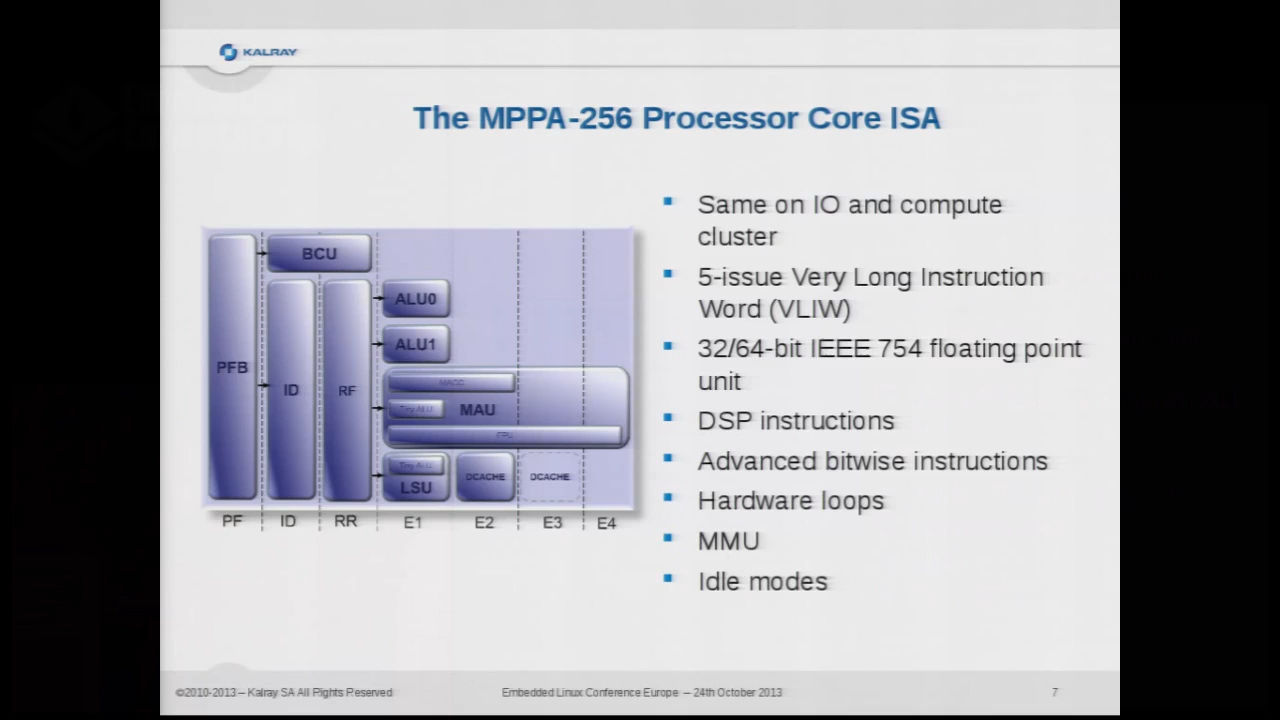 KALRAY
The MPPA-256 Processor Core ISA
Same on IO and compute
cluster
5-issue Very Long Instruction
Word (VLIW)
32/64-bit IEEE 754 floating point
unit
DSP instructions
Advanced bitwise instructions
Hardware loops
MMU
Idle modes
PFB
BCU
ID
RF
ALU0
ALU1
MAU
FPU
Tiny ALU
LSU
DCACHE
DCACHE
PF ID RR E1 E2 E3 E4
©2010-2013 – Kalray SA All Rights Reserved
Embedded Linux Conference Europe – 24th October 2013
7